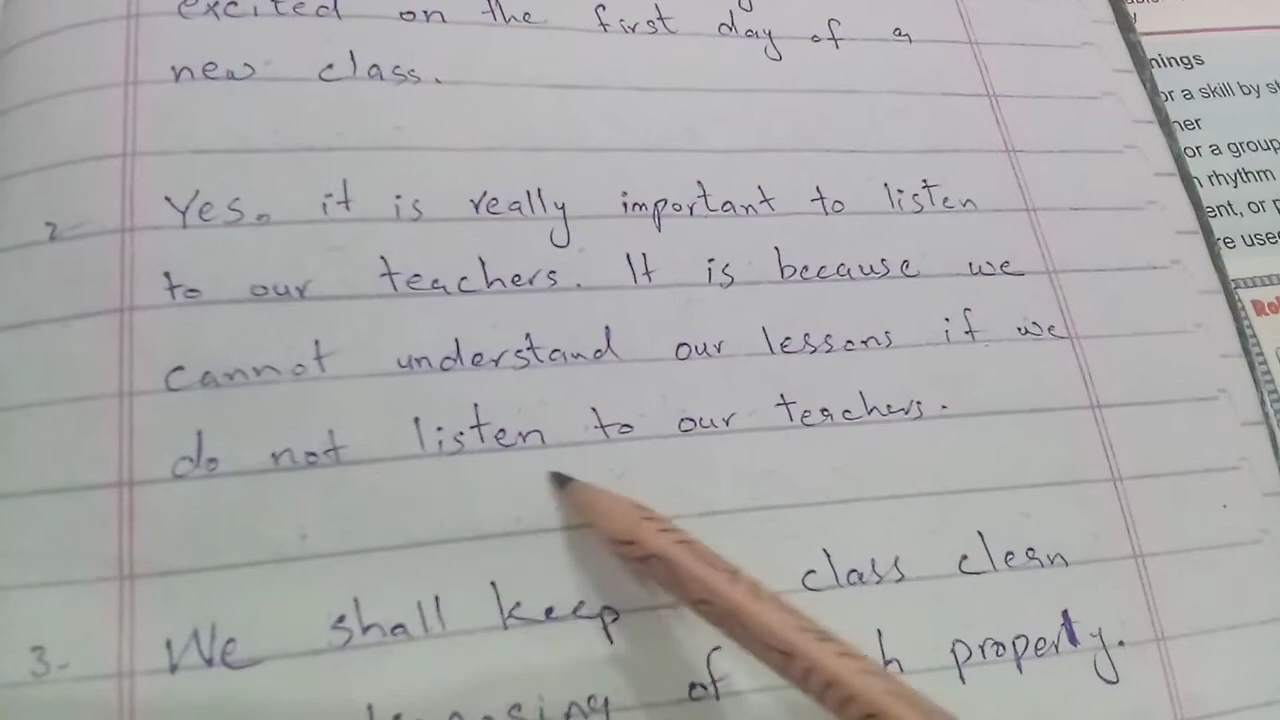 excited on the first day of a
new class.
2- Yes. it is really important to listen
to our teachers. It is because we
cannot understand our lessons if we
do not listen to our teachers.
3- We shall keep class clean
of property.
nings
or a skill by
ner
or a group
rhythm
ent, or
re